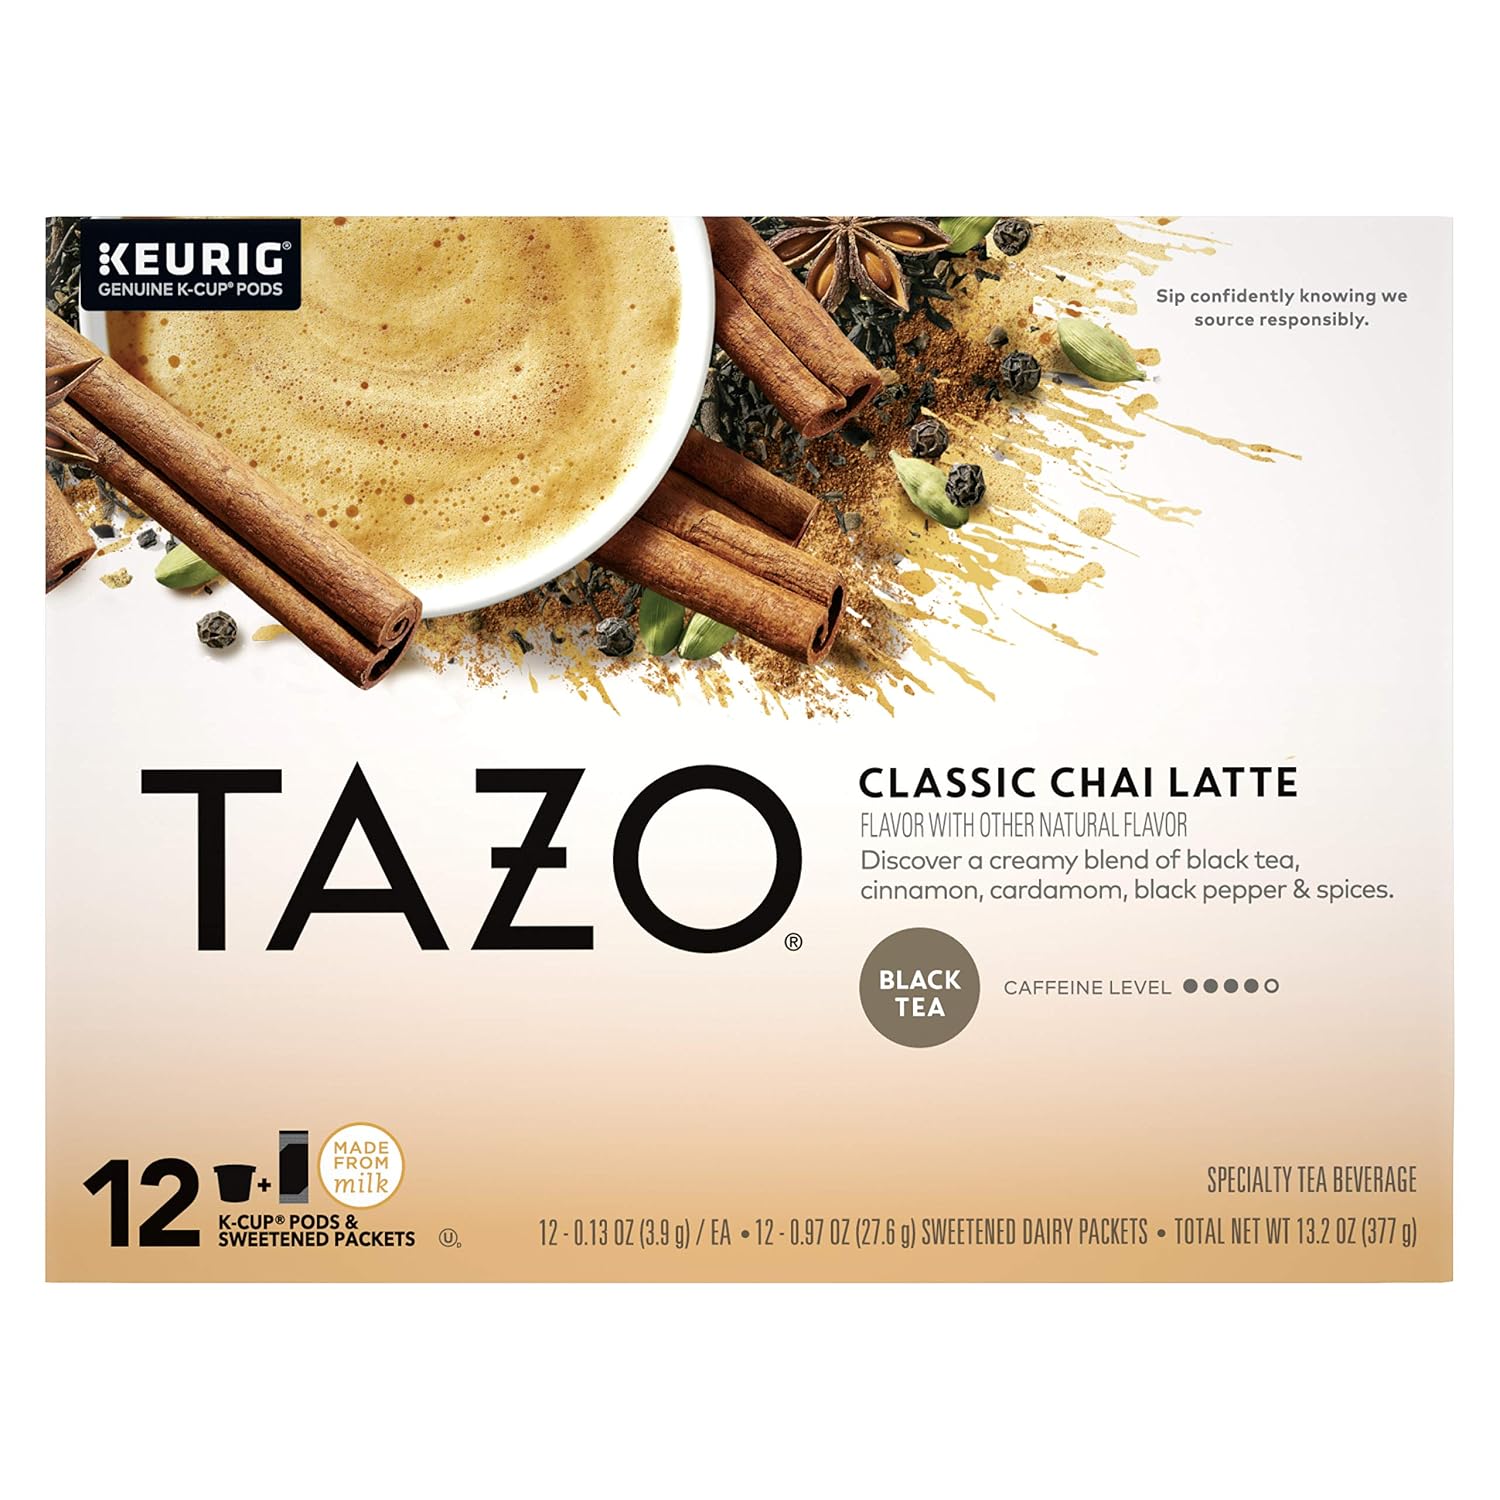 KEURIG®
GENUINE K-CUP® PODS
Sip confidently knowing we
source responsibly.
TAZO®
CLASSIC CHAI LATTÉ
FLAVOR WITH OTHER NATURAL FLAVOR
Discover a creamy blend of black tea,
cinnamon, cardamom, black pepper & spices.
BLACK
TEA
CAFFEINE LEVEL
12
K-CUP® PODS &
SWEETENED PACKETS
MADE
FROM
milk
U D
SPECIALTY TEA BEVERAGE
12 - 0.13 OZ (3.9 g) / EA • 12 - 0.97 OZ (27.6 g) SWEETENED DAIRY PACKETS • TOTAL NET WT 13.2 OZ (377 g)